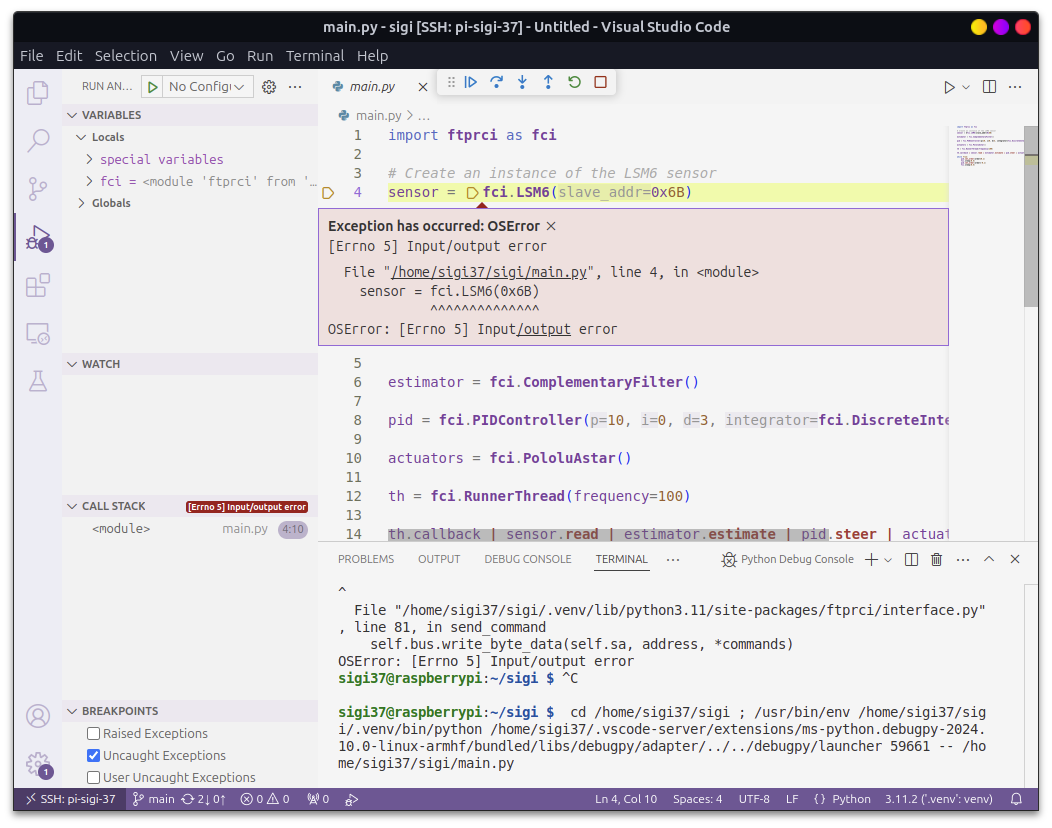 main.py - sigi [SSH: pi-sigi-37] - Untitled - Visual Studio Code
File Edit Selection View Go Run Terminal Help
RUN AN... No Configu
VARIABLES
Locals
special variables
fci = <module 'ftprci' from '...
Globals
WATCH
CALL STACK [Errno 5] Input/output error
<module> main.py 4:10
BREAKPOINTS
Raised Exceptions
Uncaught Exceptions
User Uncaught Exceptions
1
1
main.py
main.py > ...
1 import ftprci as fci
2
3 # Create an instance of the LSM6 sensor
4 sensor = fci.LSM6(slave_addr=0x6B)
Exception has occurred: OSError
[Errno 5] Input/output error
File "/home/sigi37/sigi/main.py", line 4, in <module>
sensor = fci.LSM6(0x6B)
^^^^^^^^^^^^^^
OSError: [Errno 5] Input/output error
5
6 estimator = fci.ComplementaryFilter()
7
8 pid = fci.PIDController(p=10, i=0, d=3, integrator=fci.DiscreteInte
9
10 actuators = fci.PololuAstar()
11
12 th = fci.RunnerThread(frequency=100)
13
14 th.callback | sensor.read | estimator.estimate | pid.steer | actuat
PROBLEMS OUTPUT DEBUG CONSOLE TERMINAL ... Python Debug Console
^
File "/home/sigi37/sigi/.venv/lib/python3.11/site-packages/ftprci/interface.py"
, line 81, in send_command
self.bus.write_byte_data(self.sa, address, *commands)
OSError: [Errno 5] Input/output error
sigi37@raspberrypi:~/sigi $ ^C
sigi37@raspberrypi:~/sigi $ cd /home/sigi37/sigi ; /usr/bin/env /home/sigi37/sig
i/.venv/bin/python /home/sigi37/.vscode-server/extensions/ms-python.debugpy-2024.
10.0-linux-armhf/bundled/libs/debugpy/adapter/../../debugpy/launcher 59661 -- /ho
me/sigi37/sigi/main.py
SSH: pi-sigi-37 main 2↓ 0↑ 0 0 0 Ln 4, Col 10 Spaces: 4 UTF-8 LF {} Python 3.11.2 ('.venv': venv)